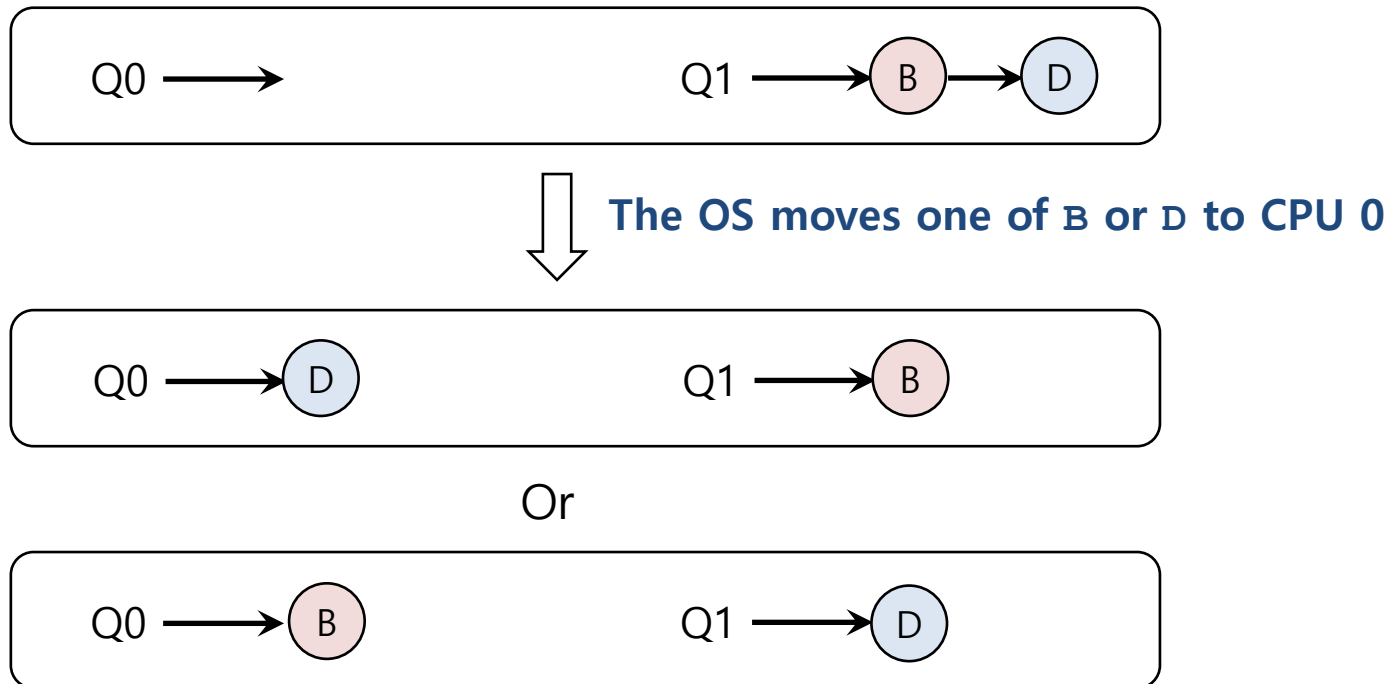 Q0 Q1 B D
The OS moves one of B or D to CPU 0
Q0 D Q1 B
Or
Q0 B Q1 D